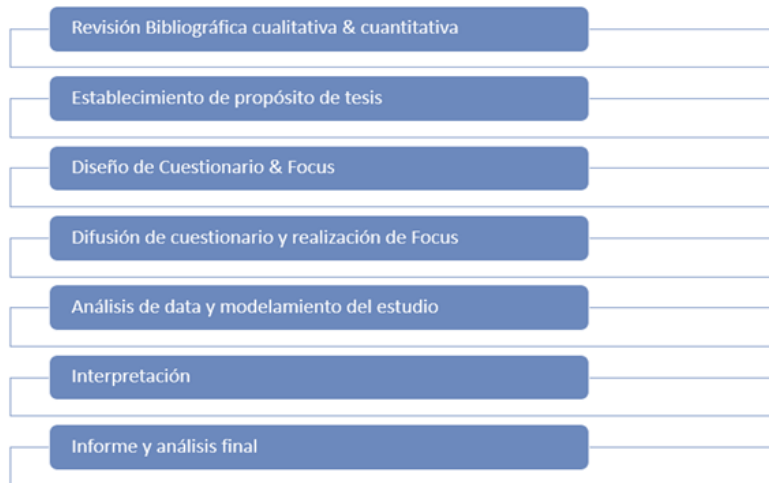 Revisión Bibliográfica cualitativa & cuantitativa
Establecimiento de propósito de tesis
Diseño de Cuestionario & Focus
Difusión de cuestionario y realización de Focus
Análisis de data y modelamiento del estudio
Interpretación
Informe y análisis final